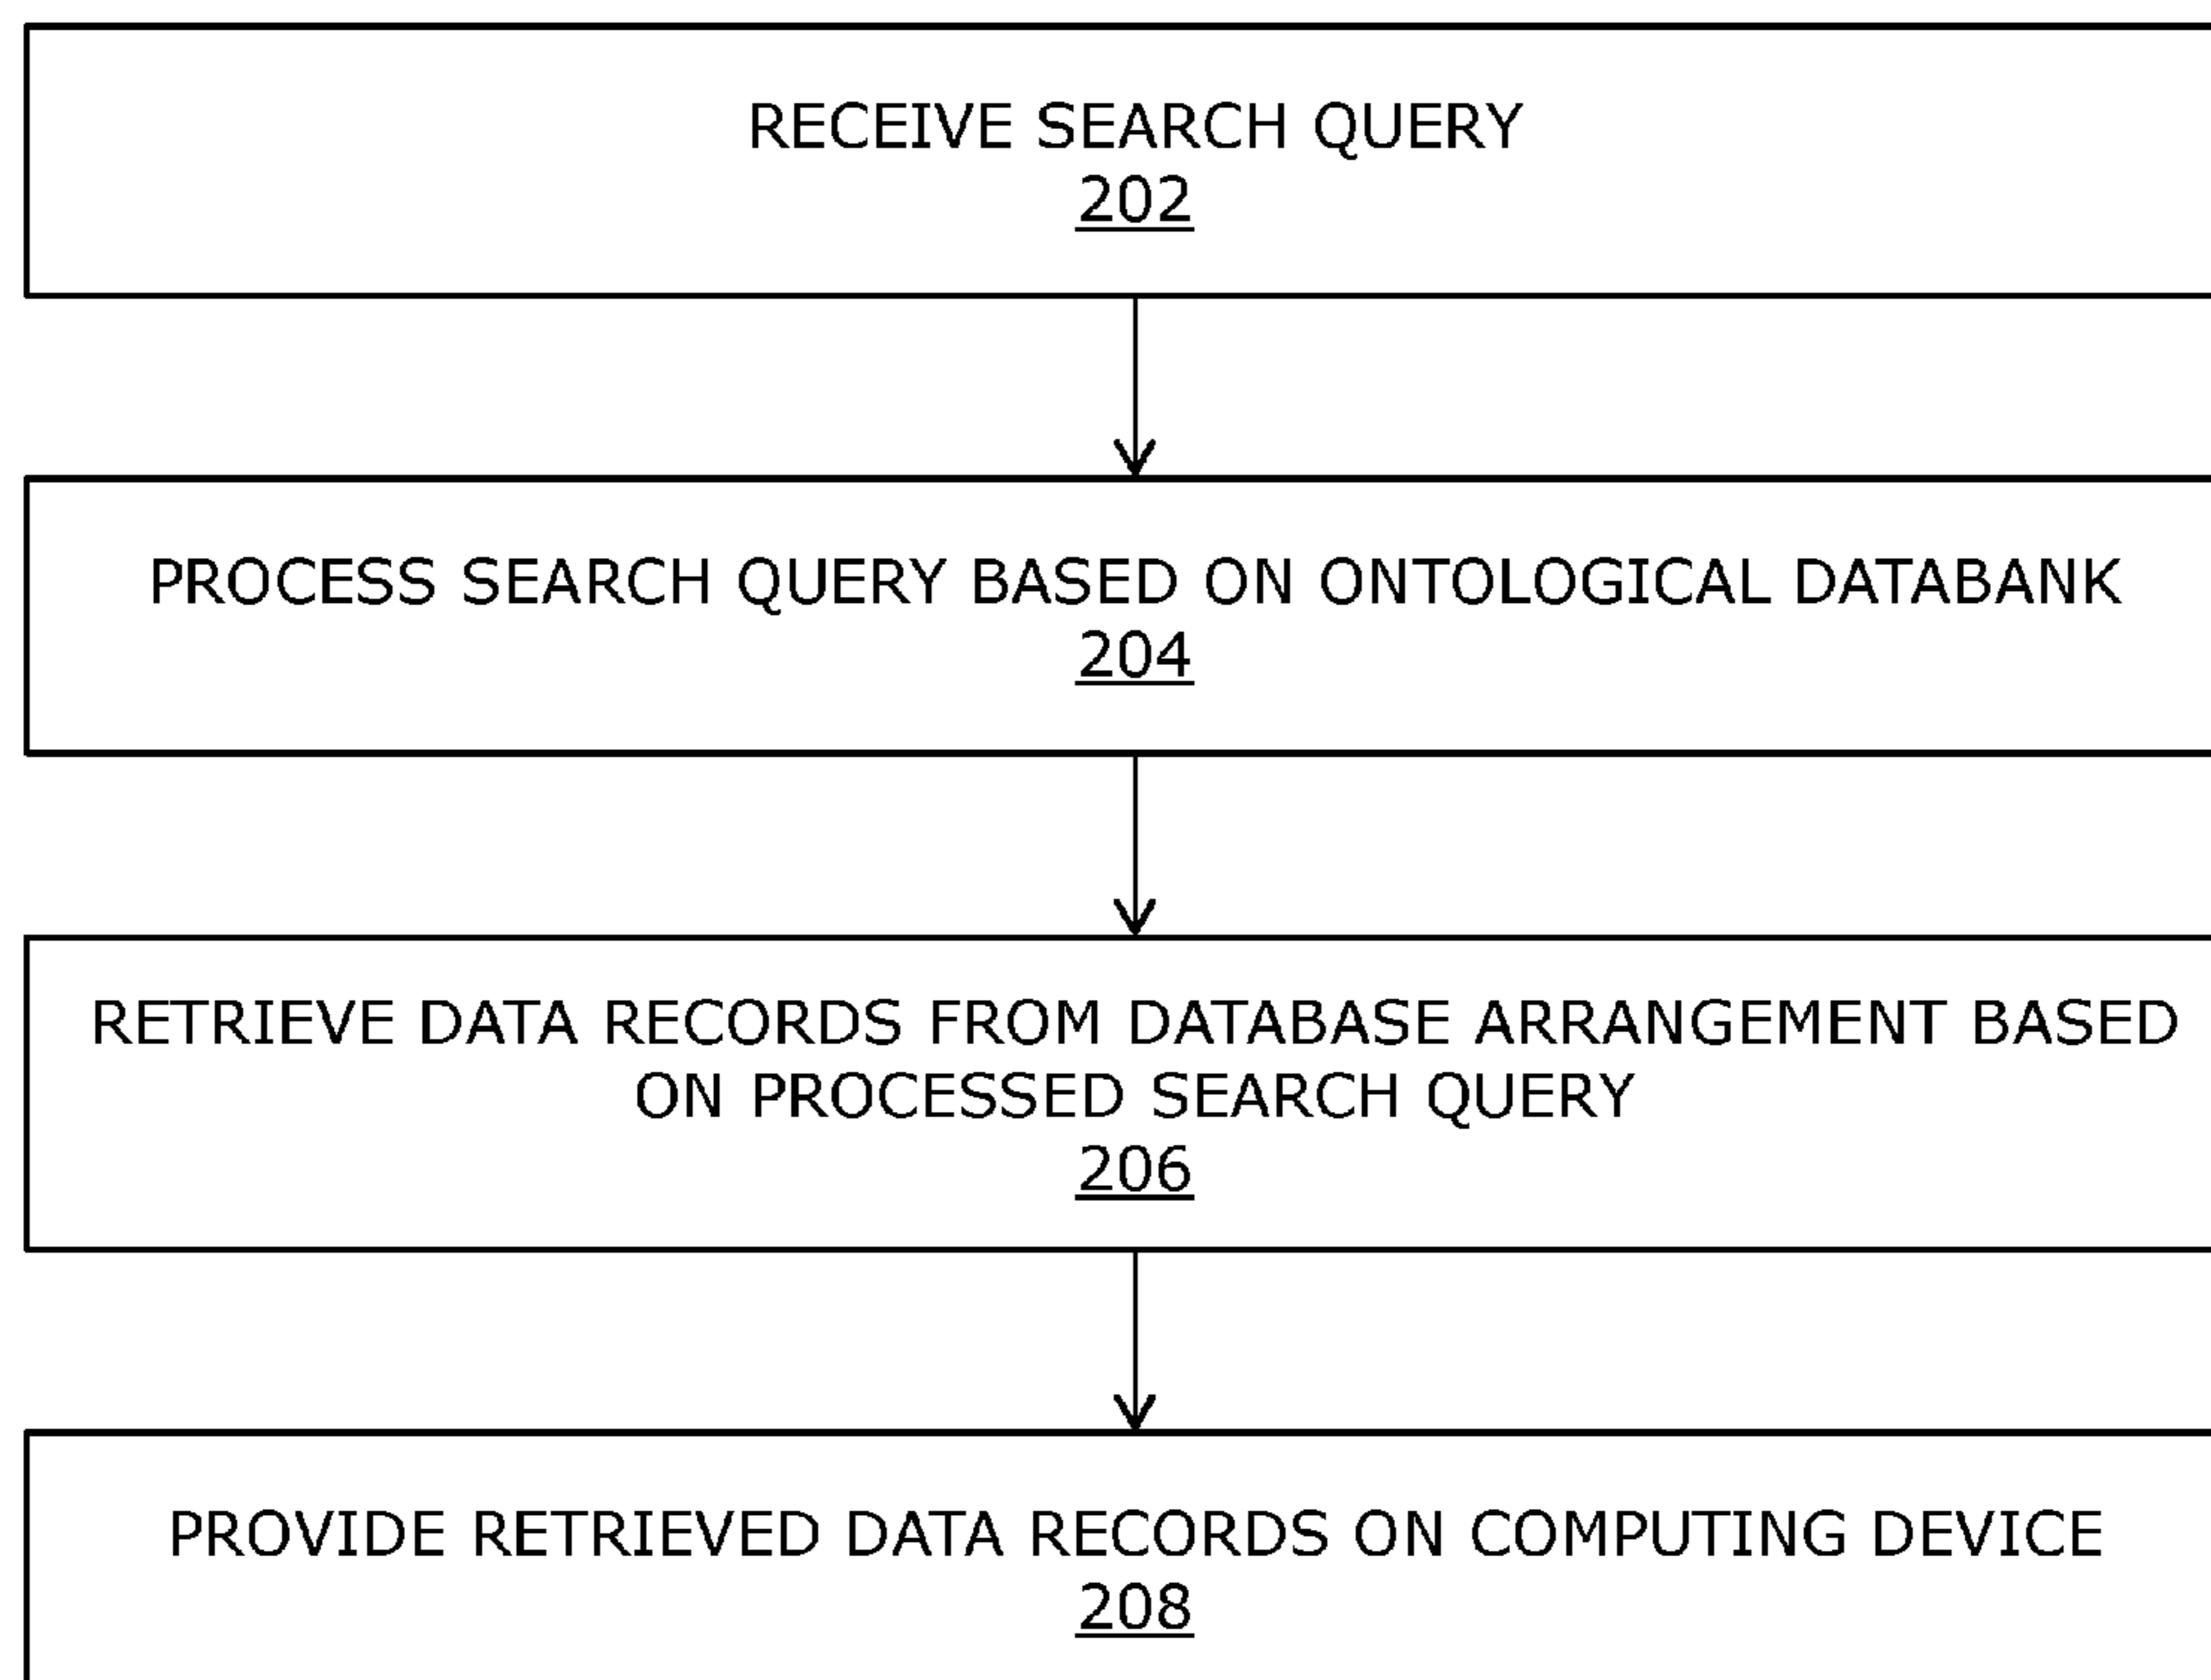 RECEIVE SEARCH QUERY
202
PROCESS SEARCH QUERY BASED ON ONTOLOGICAL DATABANK
204
RETRIEVE DATA RECORDS FROM DATABASE ARRANGEMENT BASED
ON PROCESSED SEARCH QUERY
206
PROVIDE RETRIEVED DATA RECORDS ON COMPUTING DEVICE
208